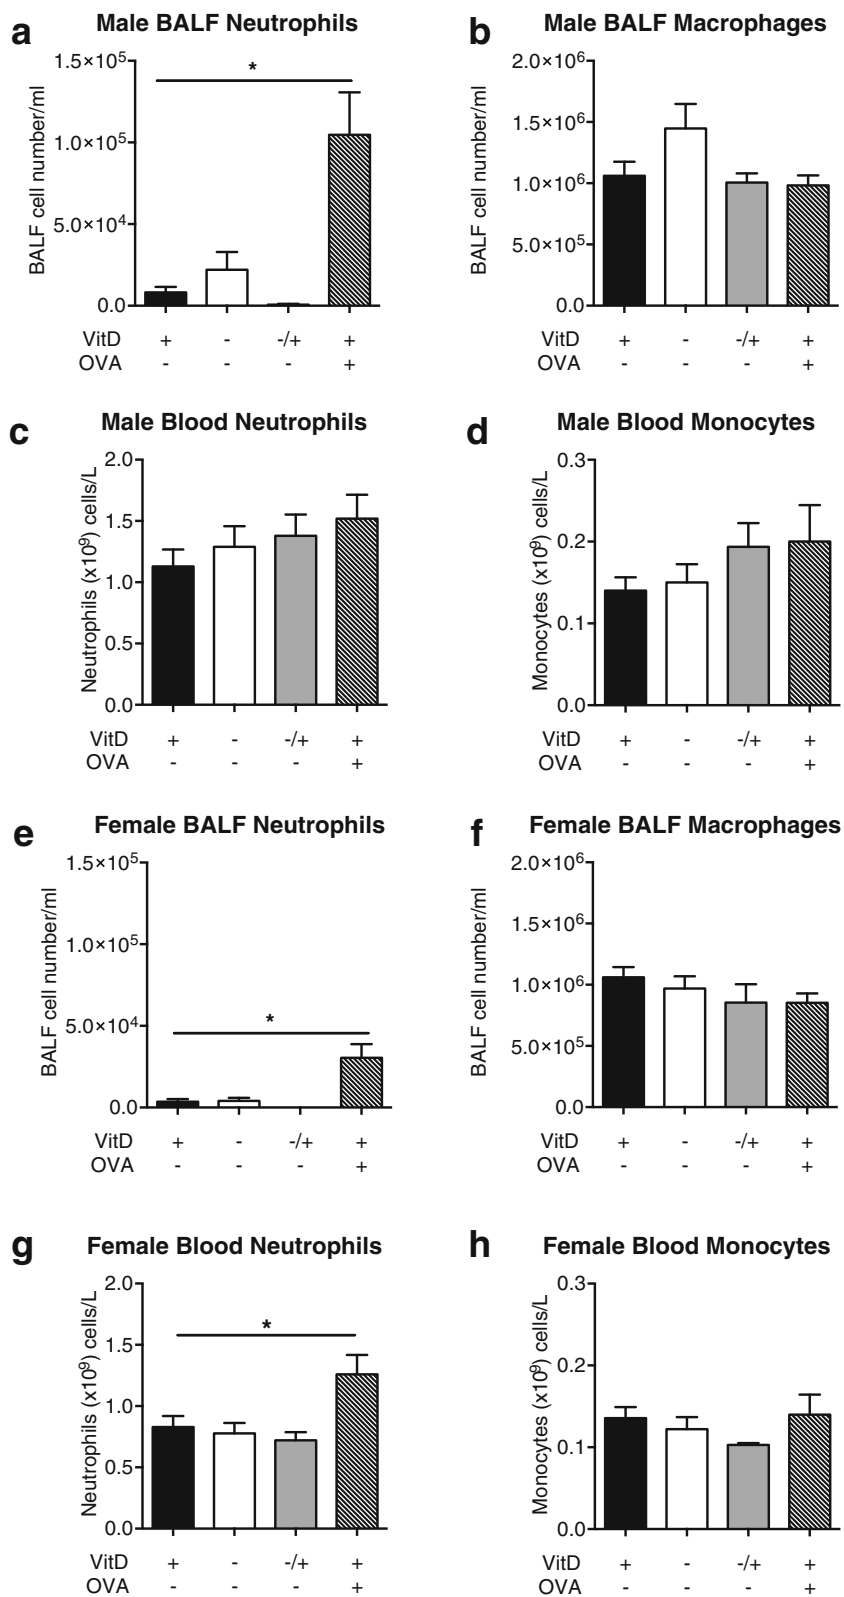 a Male BALF Neutrophils
BALF cell number/ml
1.5×10⁵
1.0×10⁵
5.0×10⁴
0.0
*
VitD + - -/+ +
OVA - - - +
b Male BALF Macrophages
BALF cell number/ml
2.0×10⁶
1.5×10⁶
1.0×10⁶
5.0×10⁵
0.0
VitD + - -/+ +
OVA - - - +
c Male Blood Neutrophils
Neutrophils (x10⁹) cells/L
2.0
1.5
1.0
0.5
0.0
VitD + - -/+ +
OVA - - - +
d Male Blood Monocytes
Monocytes (x10⁹) cells/L
0.3
0.2
0.1
0.0
VitD + - -/+ +
OVA - - - +
e Female BALF Neutrophils
BALF cell number/ml
1.5×10⁵
1.0×10⁵
5.0×10⁴
0.0
*
VitD + - -/+ +
OVA - - - +
f Female BALF Macrophages
BALF cell number/ml
2.0×10⁶
1.5×10⁶
1.0×10⁶
5.0×10⁵
0.0
VitD + - -/+ +
OVA - - - +
g Female Blood Neutrophils
Neutrophils (x10⁹) cells/L
2.0
1.5
1.0
0.5
0.0
*
VitD + - -/+ +
OVA - - - +
h Female Blood Monocytes
Monocytes (x10⁹) cells/L
0.3
0.2
0.1
0.0
VitD + - -/+ +
OVA - - - +